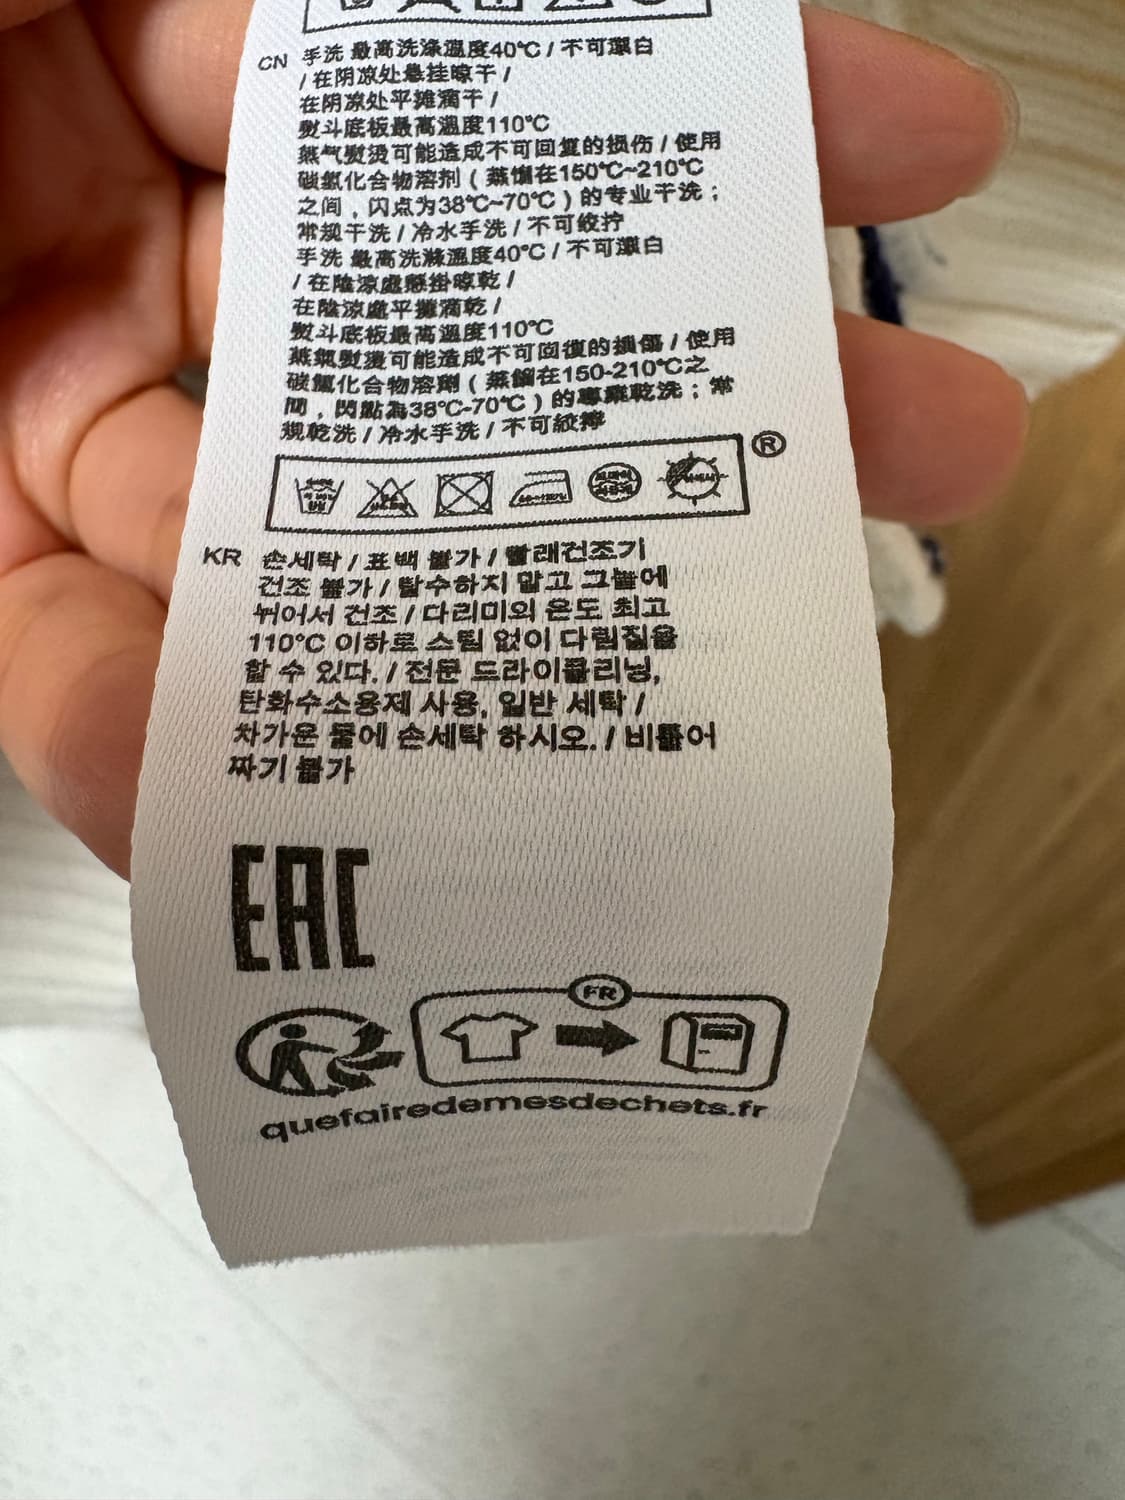 CN 手洗 最高洗涤温度40℃ / 不可漂白
/ 在阴凉处悬挂晾干 /
在阴凉处平摊滴干 /
熨斗底板最高温度110℃
蒸气熨烫可能造成不可回复的损伤 / 使用
碳氢化合物溶剂 ( 蒸馏在150℃~210℃
之间，闪点为38℃~70℃ ) 的专业干洗；
常规干洗 / 冷水手洗 / 不可绞拧
手洗 最高洗滌溫度40℃ / 不可漂白
/ 在陰涼處懸掛晾乾 /
在陰涼處平攤滴乾 /
熨斗底板最高溫度110℃
蒸氣熨燙可能造成不可回復的損傷 / 使用
碳氫化合物溶劑 ( 蒸餾在150-210℃之
間，閃點為38℃-70℃ ) 的專業乾洗；常
規乾洗 / 冷水手洗 / 不可絞擰
®
KR 손세탁 / 표백 불가 / 빨래건조기
건조 불가 / 탈수하지 말고 그늘에
뉘어서 건조 / 다리미의 온도 최고
110°C 이하로 스팀 없이 다림질을
할 수 있다. / 전문 드라이클리닝,
탄화수소용제 사용, 일반 세탁 /
차가운 물에 손세탁 하시오. / 비틀어
짜기 불가
EAC
FR
quefairedemesdechets.fr